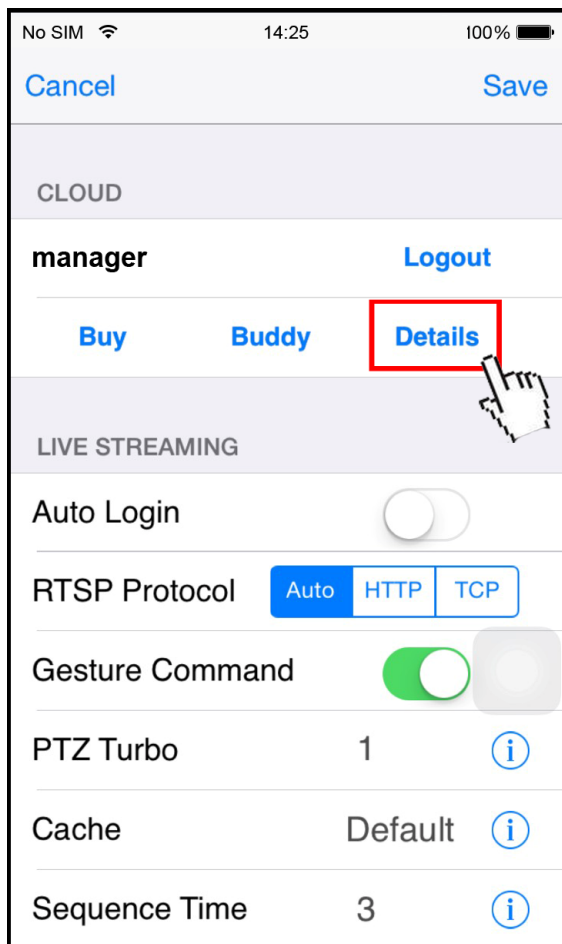 No SIM 14:25 100%
Cancel Save
CLOUD
manager Logout
Buy Buddy Details
LIVE STREAMING
Auto Login
RTSP Protocol Auto HTTP TCP
Gesture Command
PTZ Turbo 1 i
Cache Default i
Sequence Time 3 i